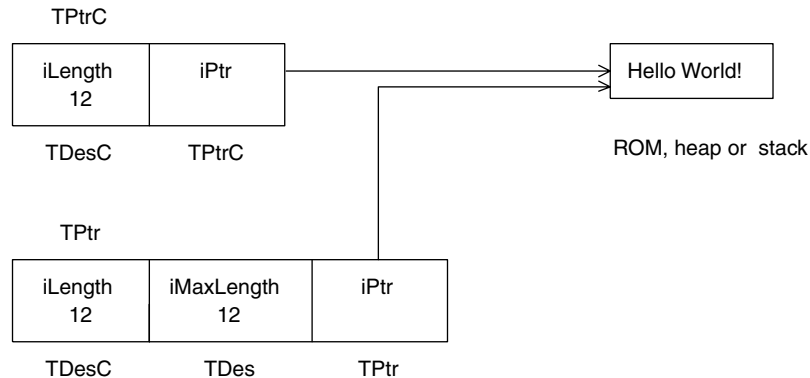 TPtrC
iLength
12
iPtr
Hello World!
TDesC
TPtrC
ROM, heap or stack
TPtr
iLength
12
iMaxLength
12
iPtr
TDesC
TDes
TPtr